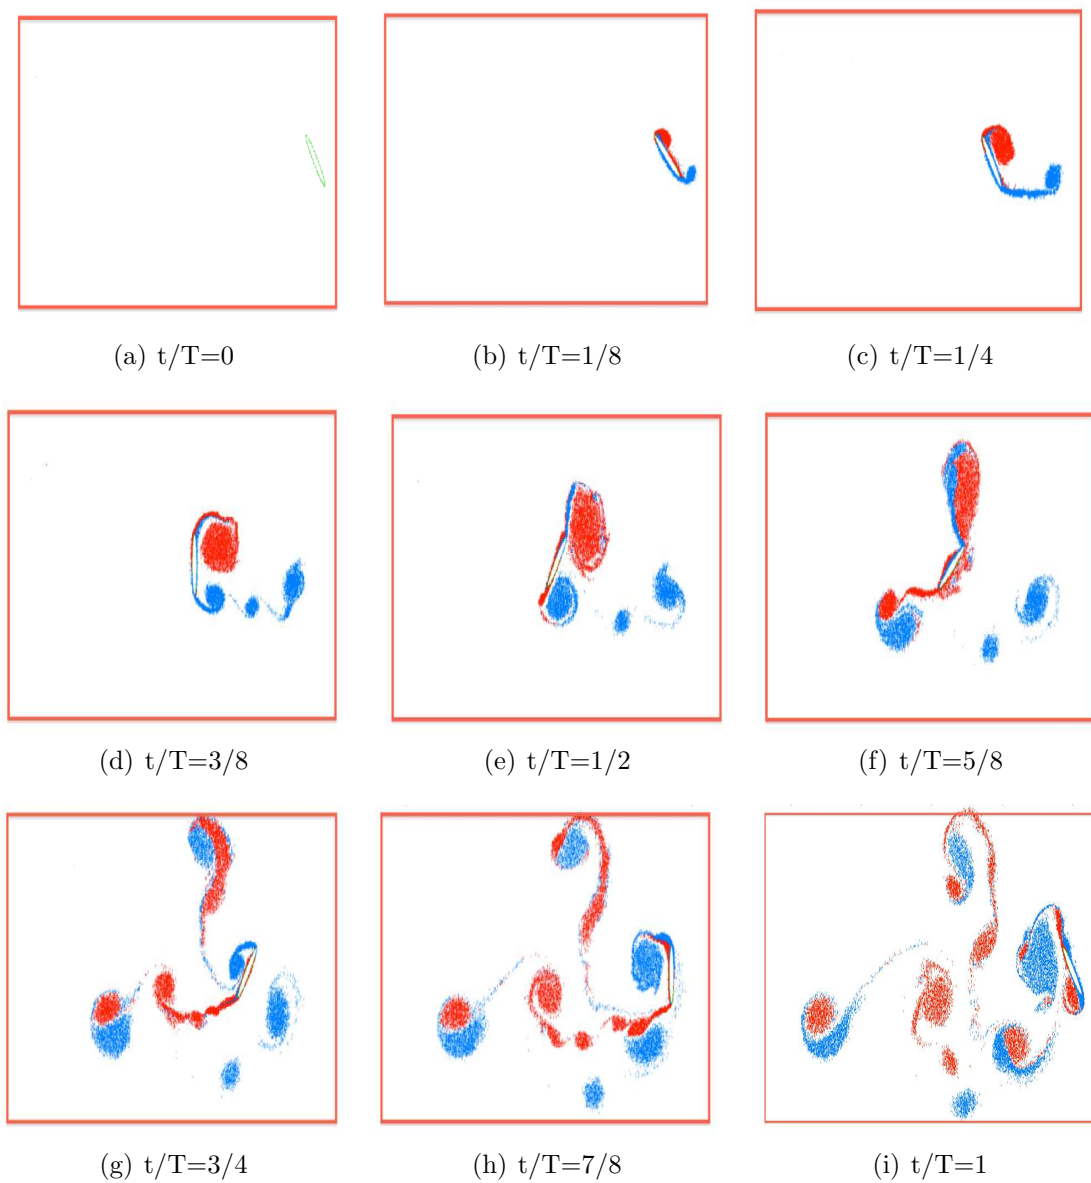 (a) t/T=0
(b) t/T=1/8
(c) t/T=1/4
(d) t/T=3/8
(e) t/T=1/2
(f) t/T=5/8
(g) t/T=3/4
(h) t/T=7/8
(i) t/T=1